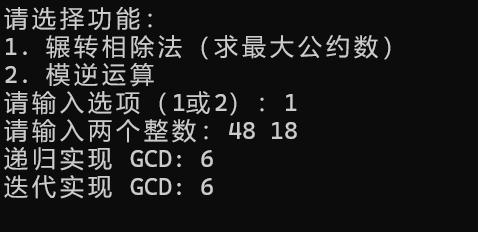 请选择功能:
1. 辗转相除法 (求最大公约数)
2. 模逆运算
请输入选项 (1或2) : 1
请输入两个整数: 48 18
递归实现 GCD: 6
迭代实现 GCD: 6